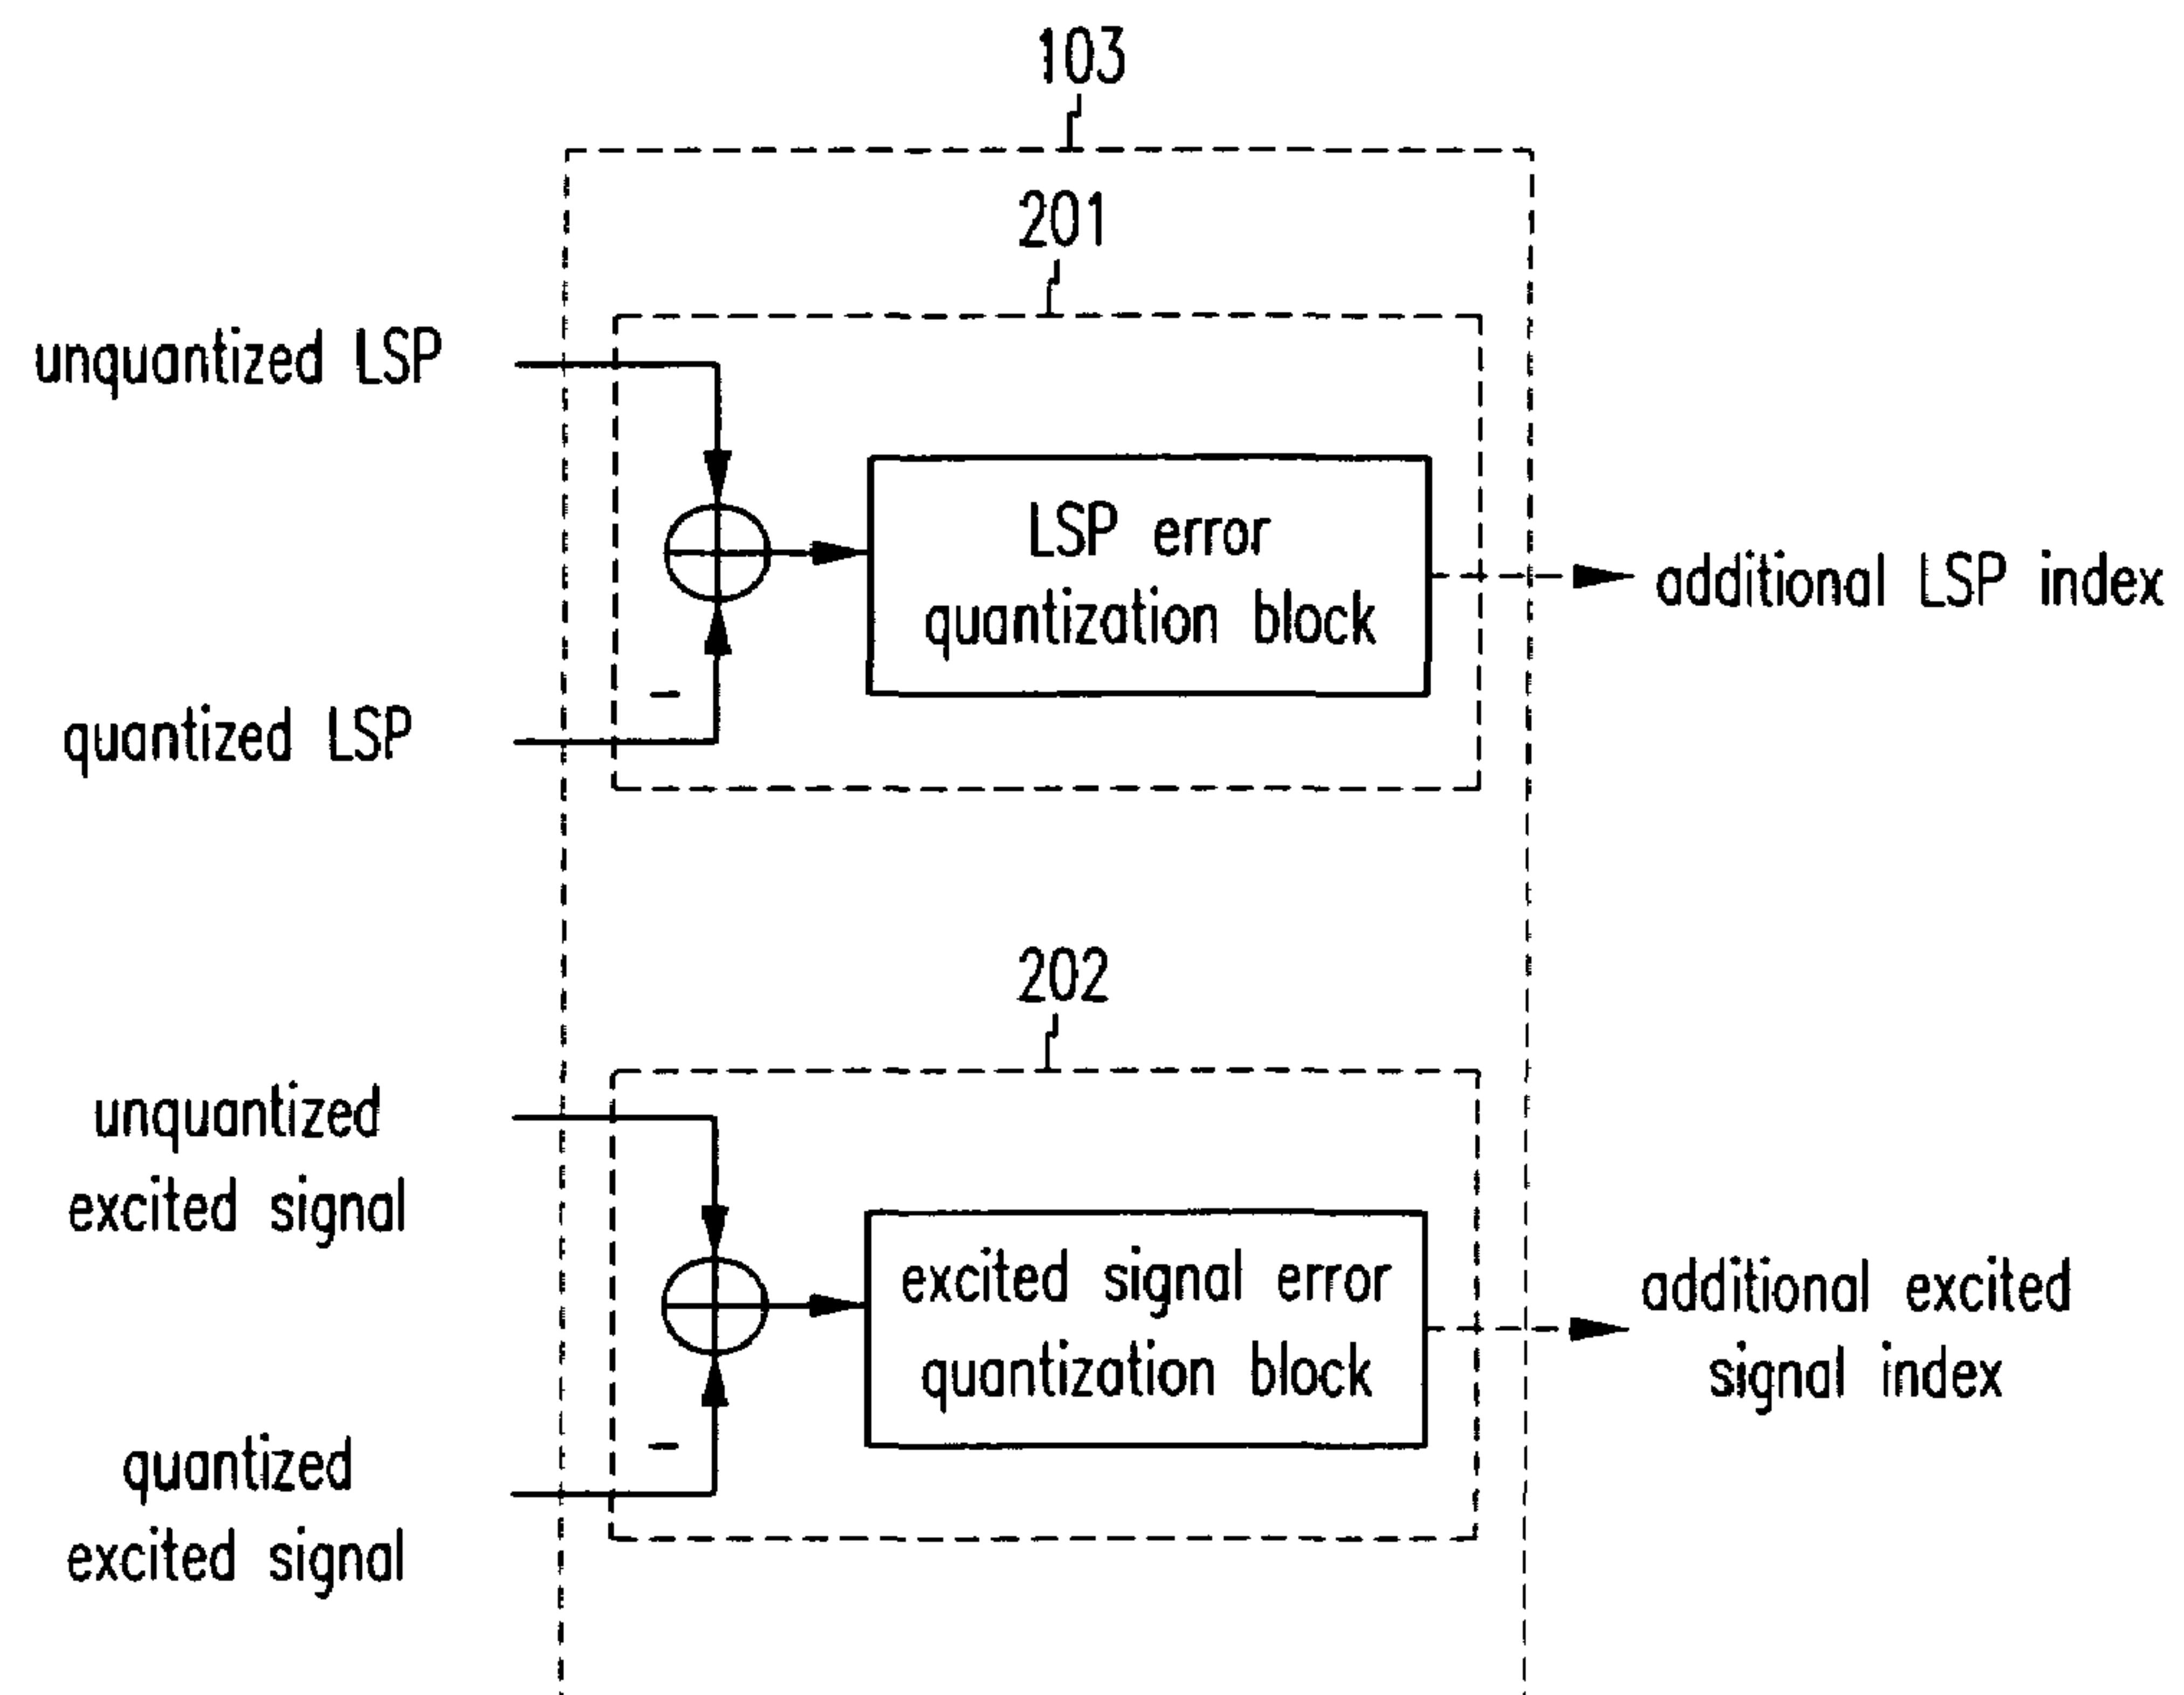 103
201
unquantized LSP
LSP error
quantization block
additional LSP index
-
quantized LSP
202
unquantized
excited signal
excited signal error
quantization block
additional excited
signal index
-
quantized
excited signal